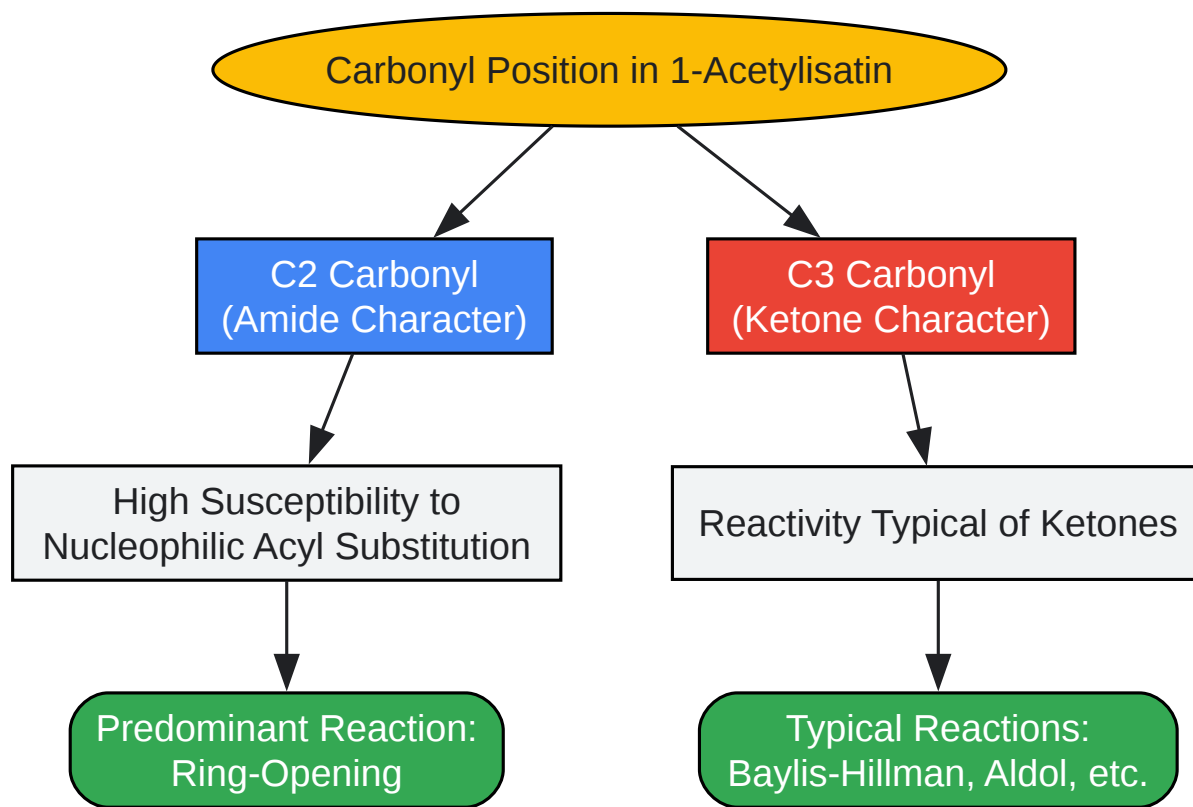 Carbonyl Position in 1-Acetylisatin
C2 Carbonyl
(Amide Character)
C3 Carbonyl
(Ketone Character)
High Susceptibility to
Nucleophilic Acyl Substitution
Reactivity Typical of Ketones
Predominant Reaction:
Ring-Opening
Typical Reactions:
Baylis-Hillman, Aldol, etc.